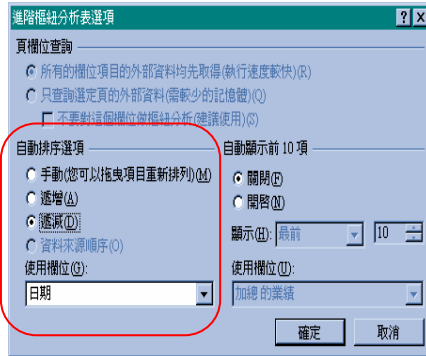 進階樞紐分析表選項
頁欄位查詢
所有的欄位項目的外部資料均先取得(執行速度較快)(R)
只查詢選定頁的外部資料(需較少的記憶體)(Q)
不要對這個欄位做樞紐分析(建議使用)(S)
自動排序選項
手動(您可以拖曳項目重新排列)(M)
遞增(A)
遞減(D)
資料來源順序(O)
使用欄位(G):
日期
自動顯示前 10 項
關閉(F)
開啓(N)
顯示(H): 最前 10
使用欄位(U):
加總 的業績
確定 取消